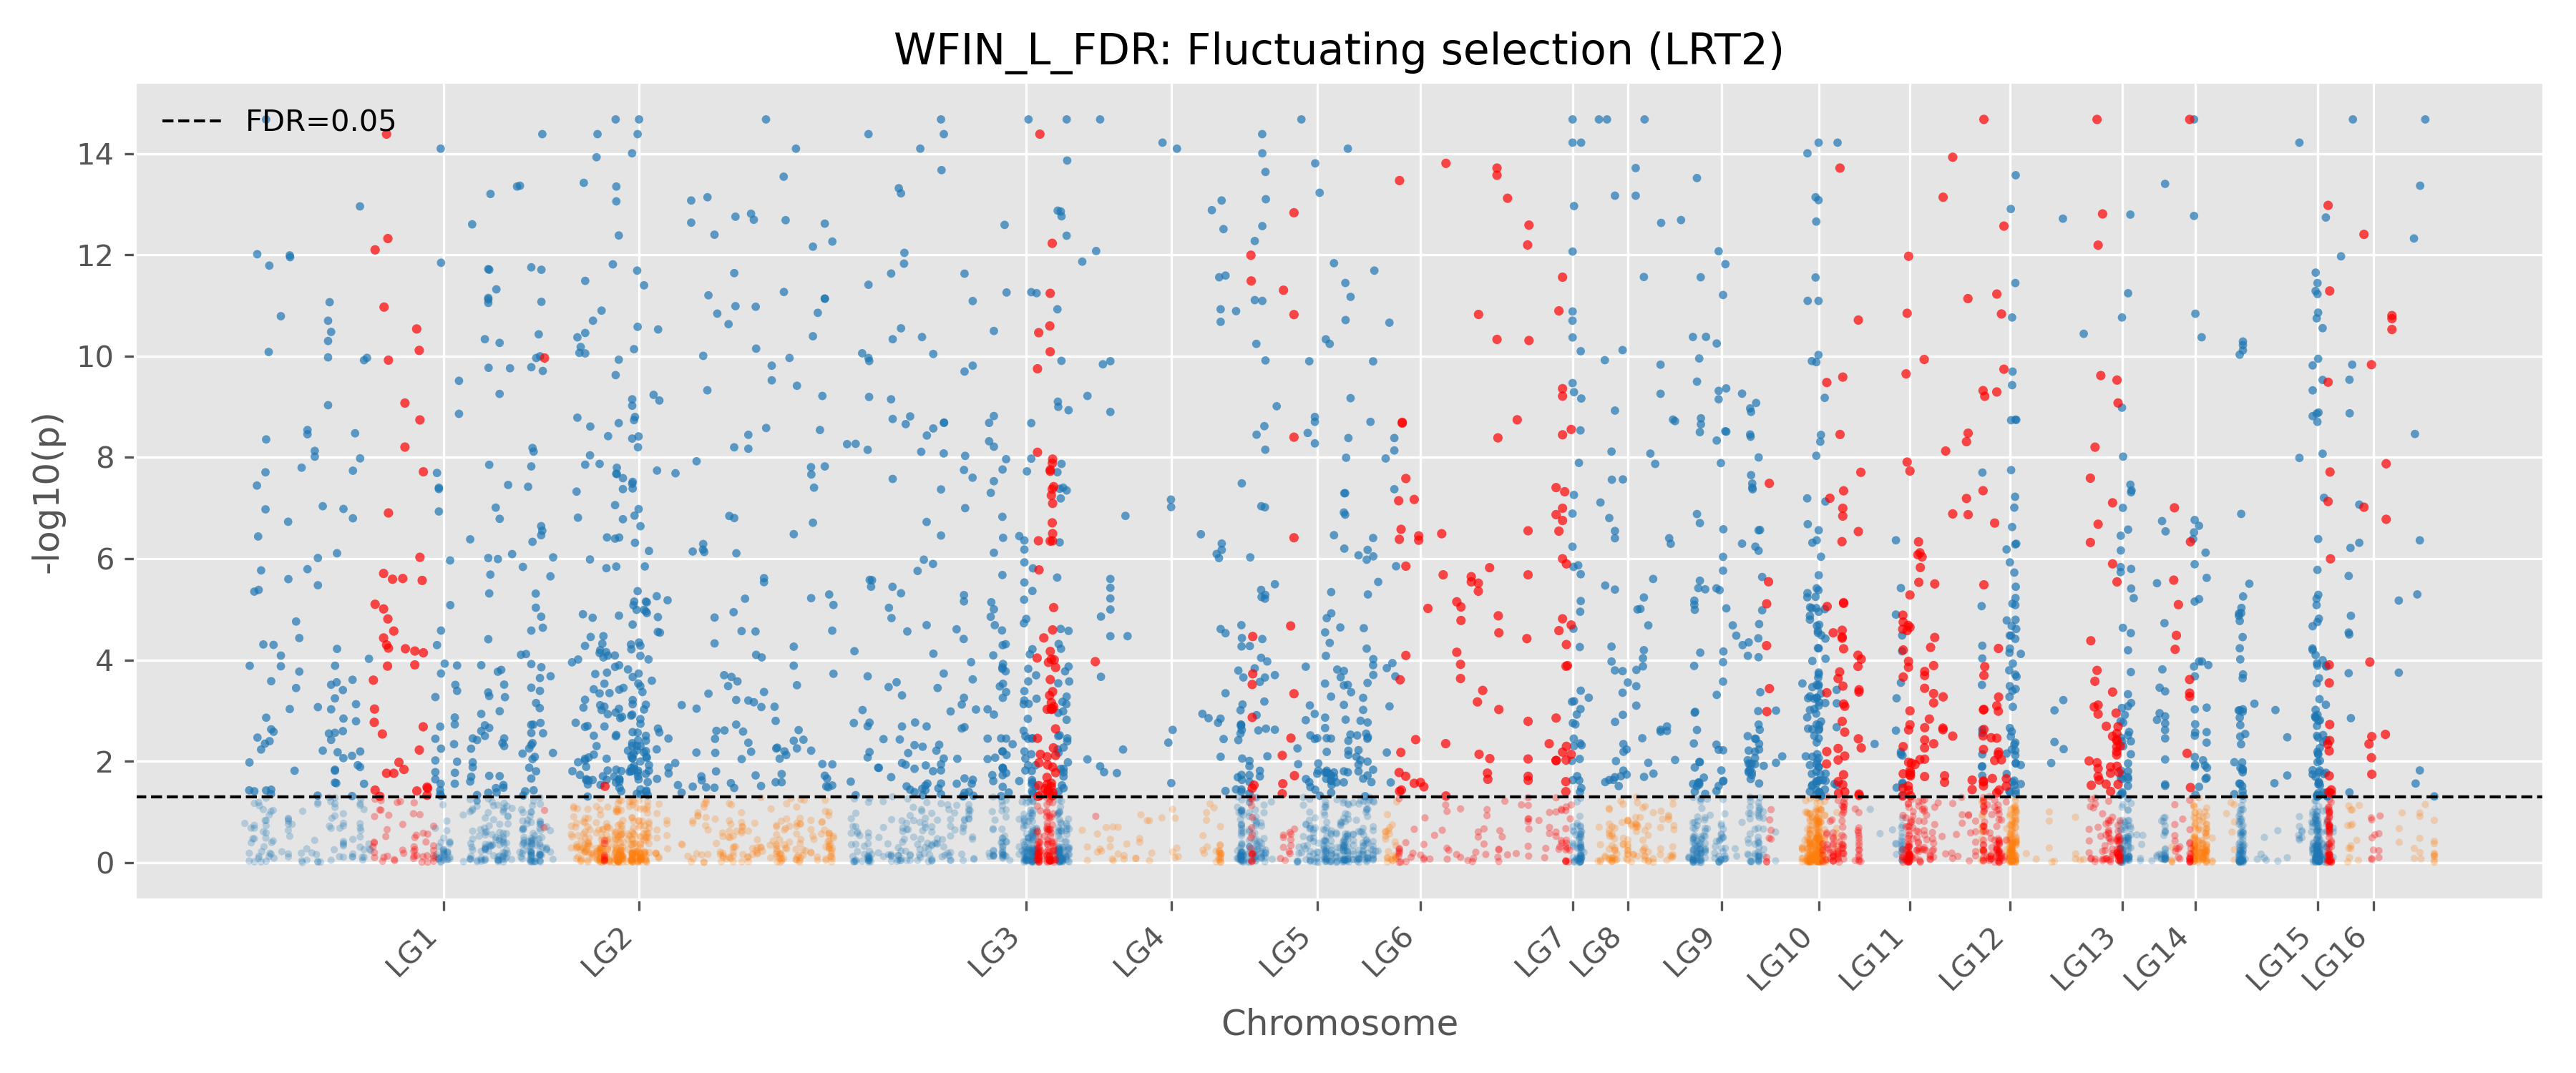 WFIN_L_FDR: Fluctuating selection (LRT2)
FDR=0.05
-log10(p)
14
12
10
8
6
4
2
0
LG1 LG2 LG3 LG4 LG5 LG6 LG7 LG8 LG9 LG10 LG11 LG12 LG13 LG14 LG15 LG16
Chromosome